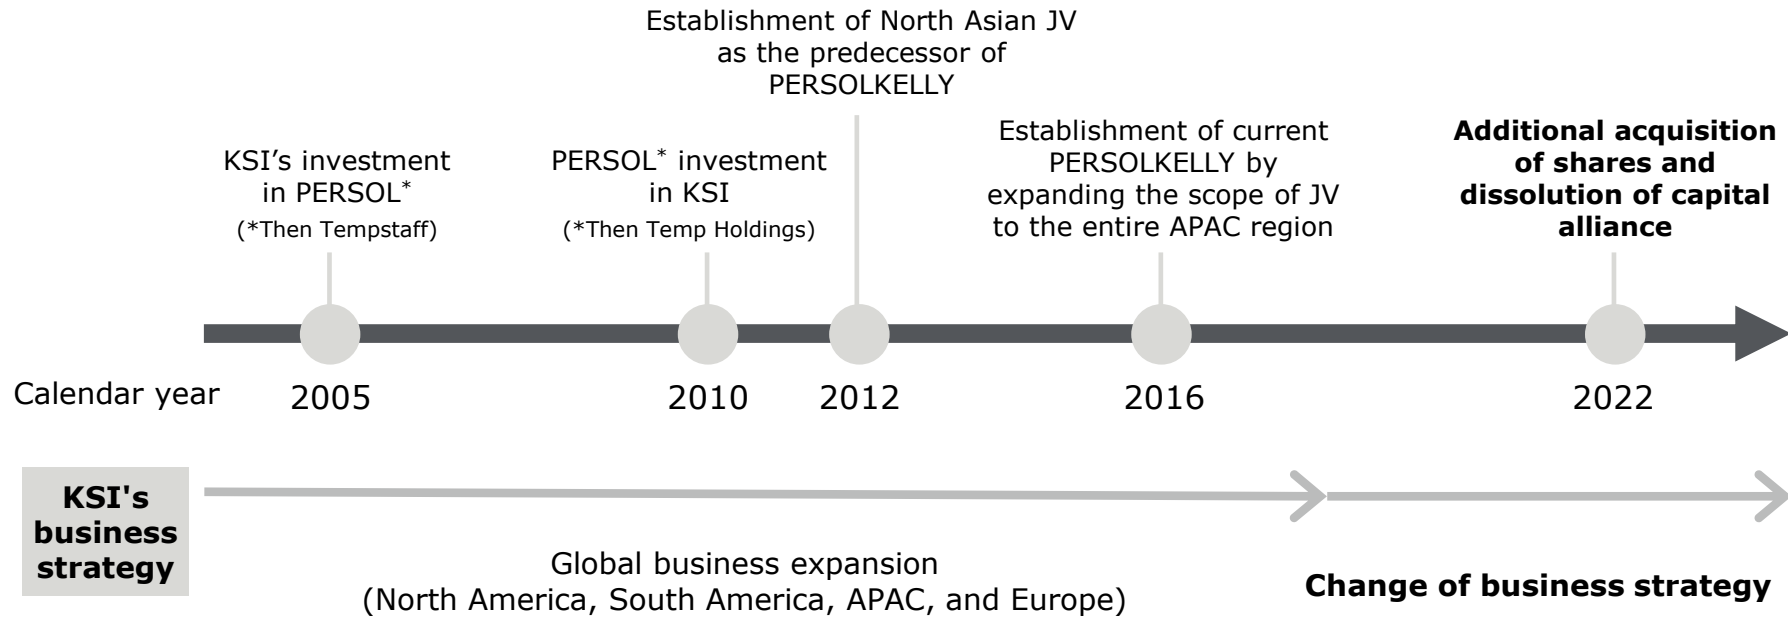 Establishment of North Asian JV
as the predecessor of
PERSOLKELLY
KSI’s investment
in PERSOL*
(*Then Tempstaff)
PERSOL* investment
in KSI
(*Then Temp Holdings)
Establishment of current
PERSOLKELLY by
expanding the scope of JV
to the entire APAC region
Additional acquisition
of shares and
dissolution of capital
alliance
Calendar year
2005
2010
2012
2016
2022
KSI's
business
strategy
Global business expansion
(North America, South America, APAC, and Europe)
Change of business strategy